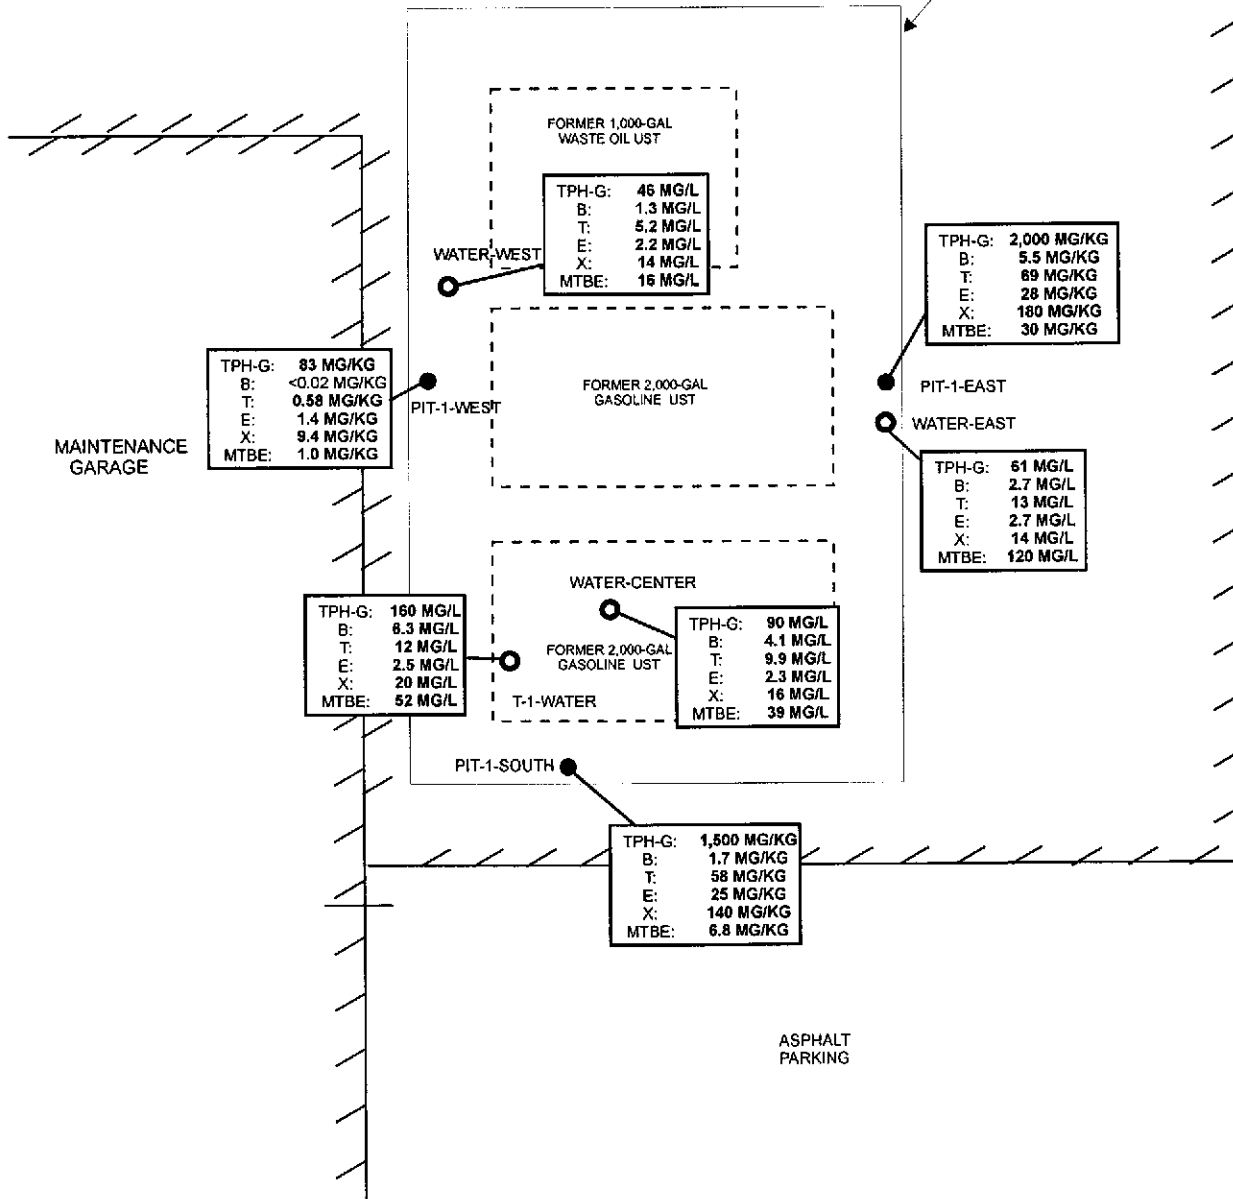 FORMER 1,000-GAL
WASTE OIL UST
TPH-G: 46 MG/L
B: 1.3 MG/L
T: 5.2 MG/L
E: 2.2 MG/L
X: 14 MG/L
MTBE: 16 MG/L
WATER-WEST
TPH-G: 2,000 MG/KG
B: 5.5 MG/KG
T: 69 MG/KG
E: 28 MG/KG
X: 180 MG/KG
MTBE: 30 MG/KG
TPH-G: 83 MG/KG
B: <0.02 MG/KG
T: 0.58 MG/KG
E: 1.4 MG/KG
X: 9.4 MG/KG
MTBE: 1.0 MG/KG
PIT-1-WEST
FORMER 2,000-GAL
GASOLINE UST
PIT-1-EAST
WATER-EAST
MAINTENANCE
GARAGE
TPH-G: 61 MG/L
B: 2.7 MG/L
T: 13 MG/L
E: 2.7 MG/L
X: 14 MG/L
MTBE: 120 MG/L
WATER-CENTER
TPH-G: 160 MG/L
B: 6.3 MG/L
T: 12 MG/L
E: 2.5 MG/L
X: 20 MG/L
MTBE: 52 MG/L
FORMER 2,000-GAL
GASOLINE UST
T-1-WATER
TPH-G: 90 MG/L
B: 4.1 MG/L
T: 9.9 MG/L
E: 2.3 MG/L
X: 16 MG/L
MTBE: 39 MG/L
PIT-1-SOUTH
TPH-G: 1,500 MG/KG
B: 1.7 MG/KG
T: 58 MG/KG
E: 25 MG/KG
X: 140 MG/KG
MTBE: 6.8 MG/KG
ASPHALT
PARKING